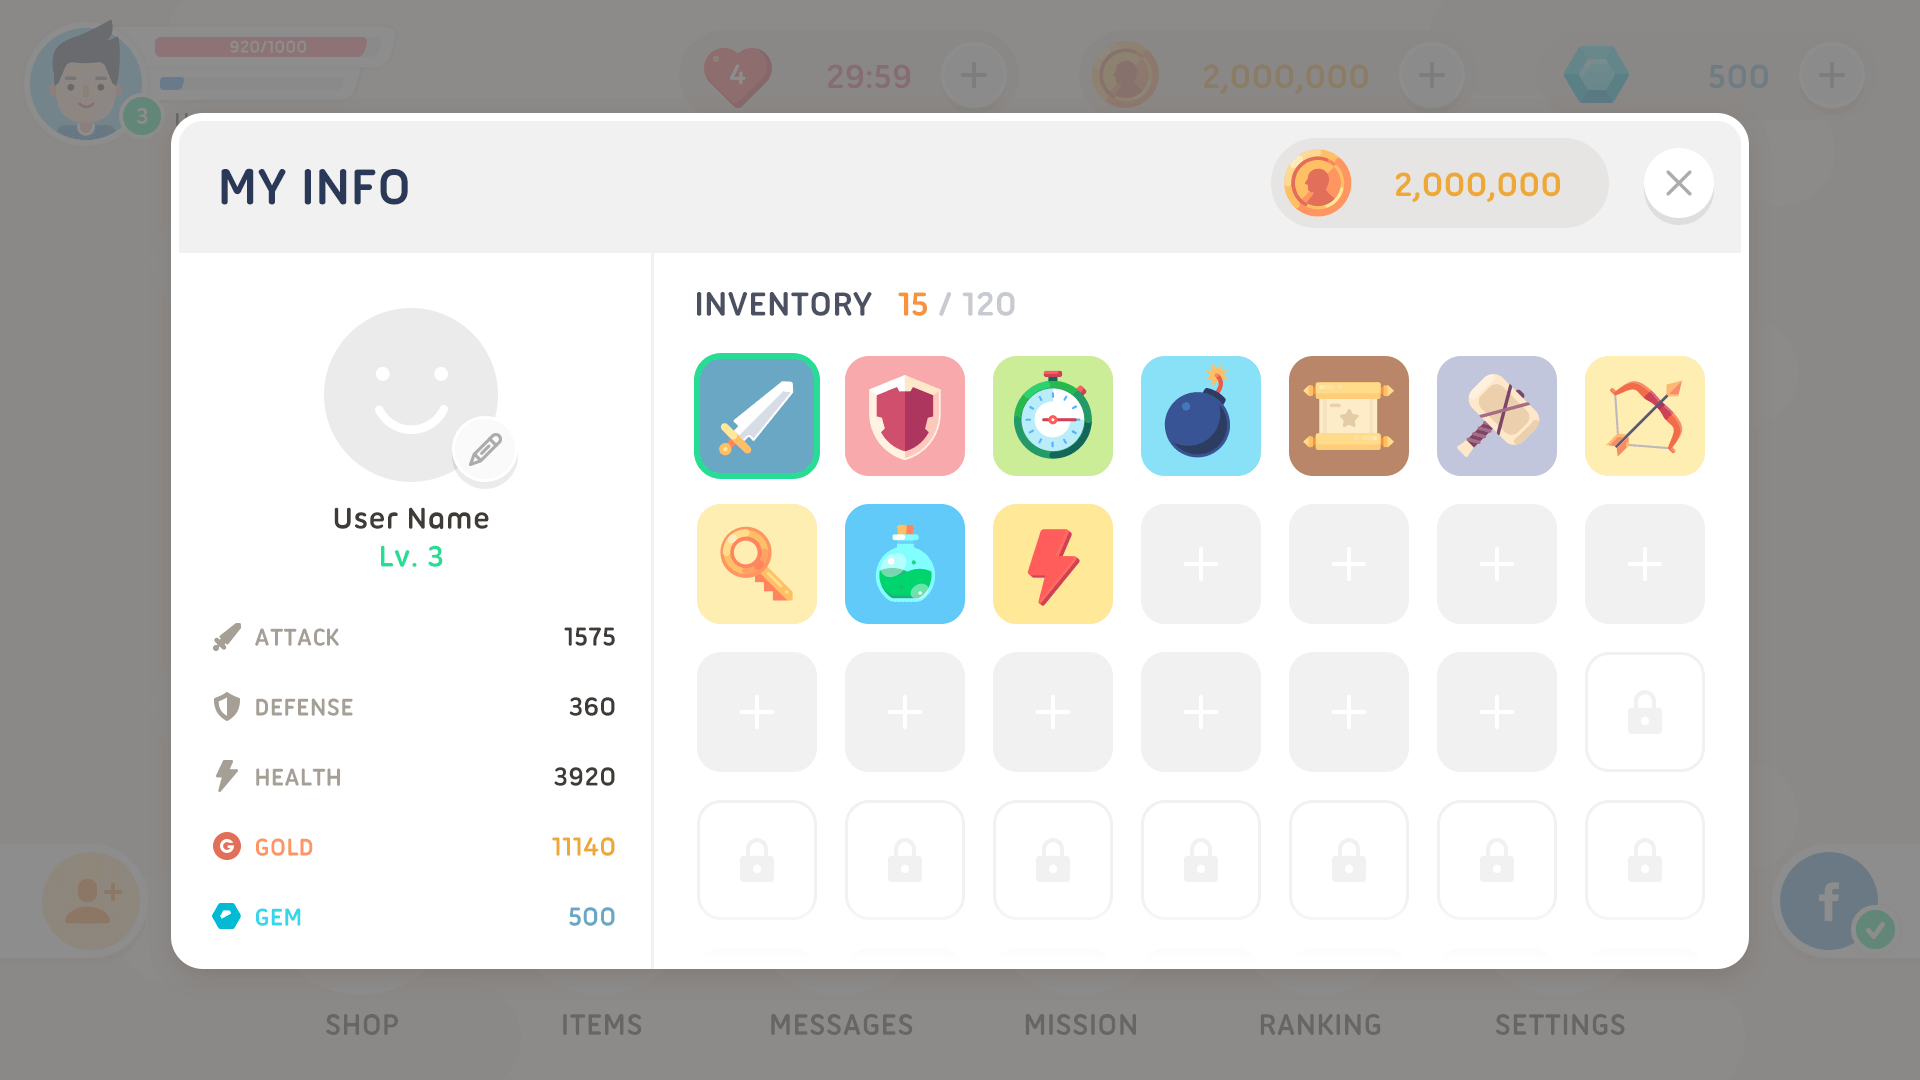 920/1000
3
4
29:59
2,000,000
500
MY INFO
2,000,000
User Name
Lv. 3
ATTACK 1575
DEFENSE 360
HEALTH 3920
G GOLD 11140
GEM 500
INVENTORY 15 / 120
f
SHOP
ITEMS
MESSAGES
MISSION
RANKING
SETTINGS